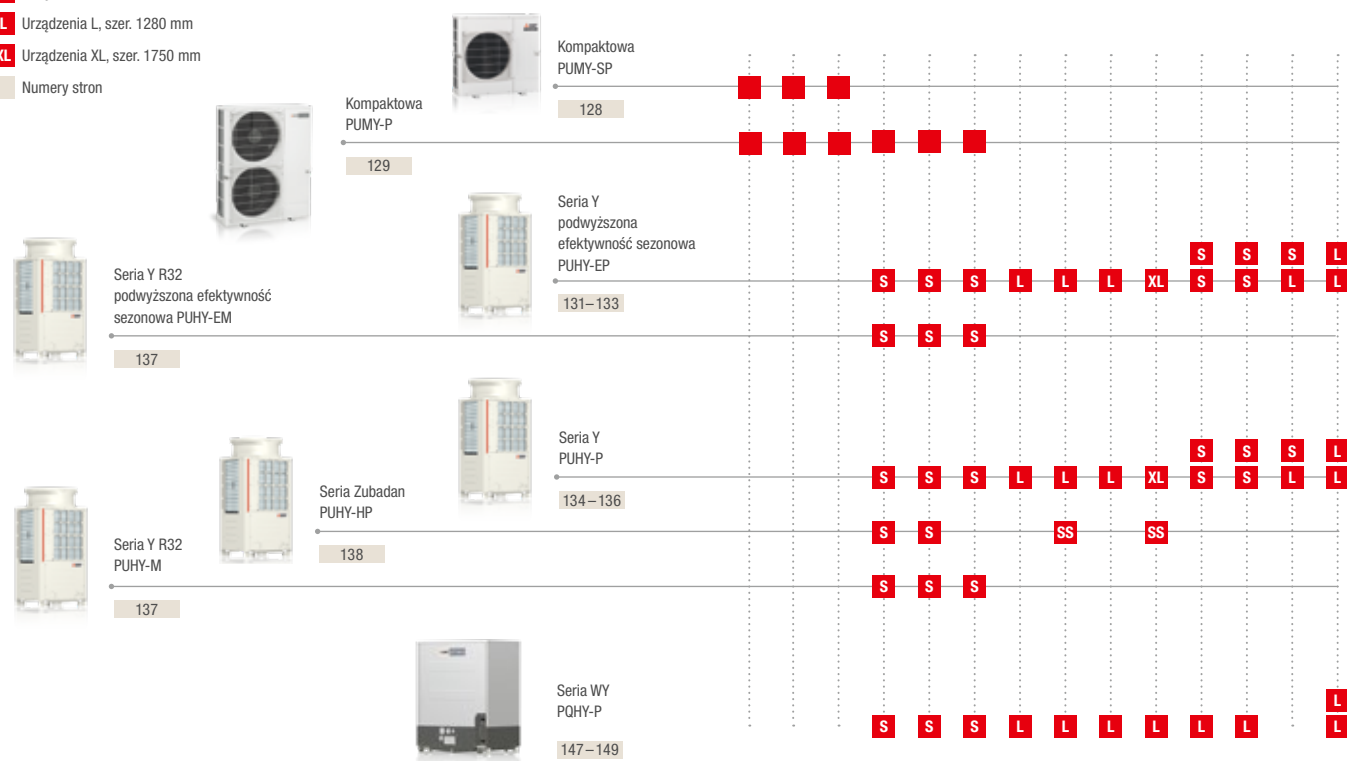 L Urządzenia L, szer. 1280 mm
XL Urządzenia XL, szer. 1750 mm
Numery stron
Kompaktowa
PUMY-SP
128
Kompaktowa
PUMY-P
129
Seria Y
podwyższona
efektywność sezonowa
PUHY-EP
131–133
S S S L
S S S L L L XL S S L L
Seria Y R32
podwyższona efektywność
sezonowa PUHY-EM
137
S S S
Seria Y
PUHY-P
134–136
S S S L
S S S L L L XL S S L L
Seria Zubadan
PUHY-HP
138
S S SS SS
Seria Y R32
PUHY-M
137
S S S
Seria WY
PQHY-P
147–149
L
S S S L L L L L L L